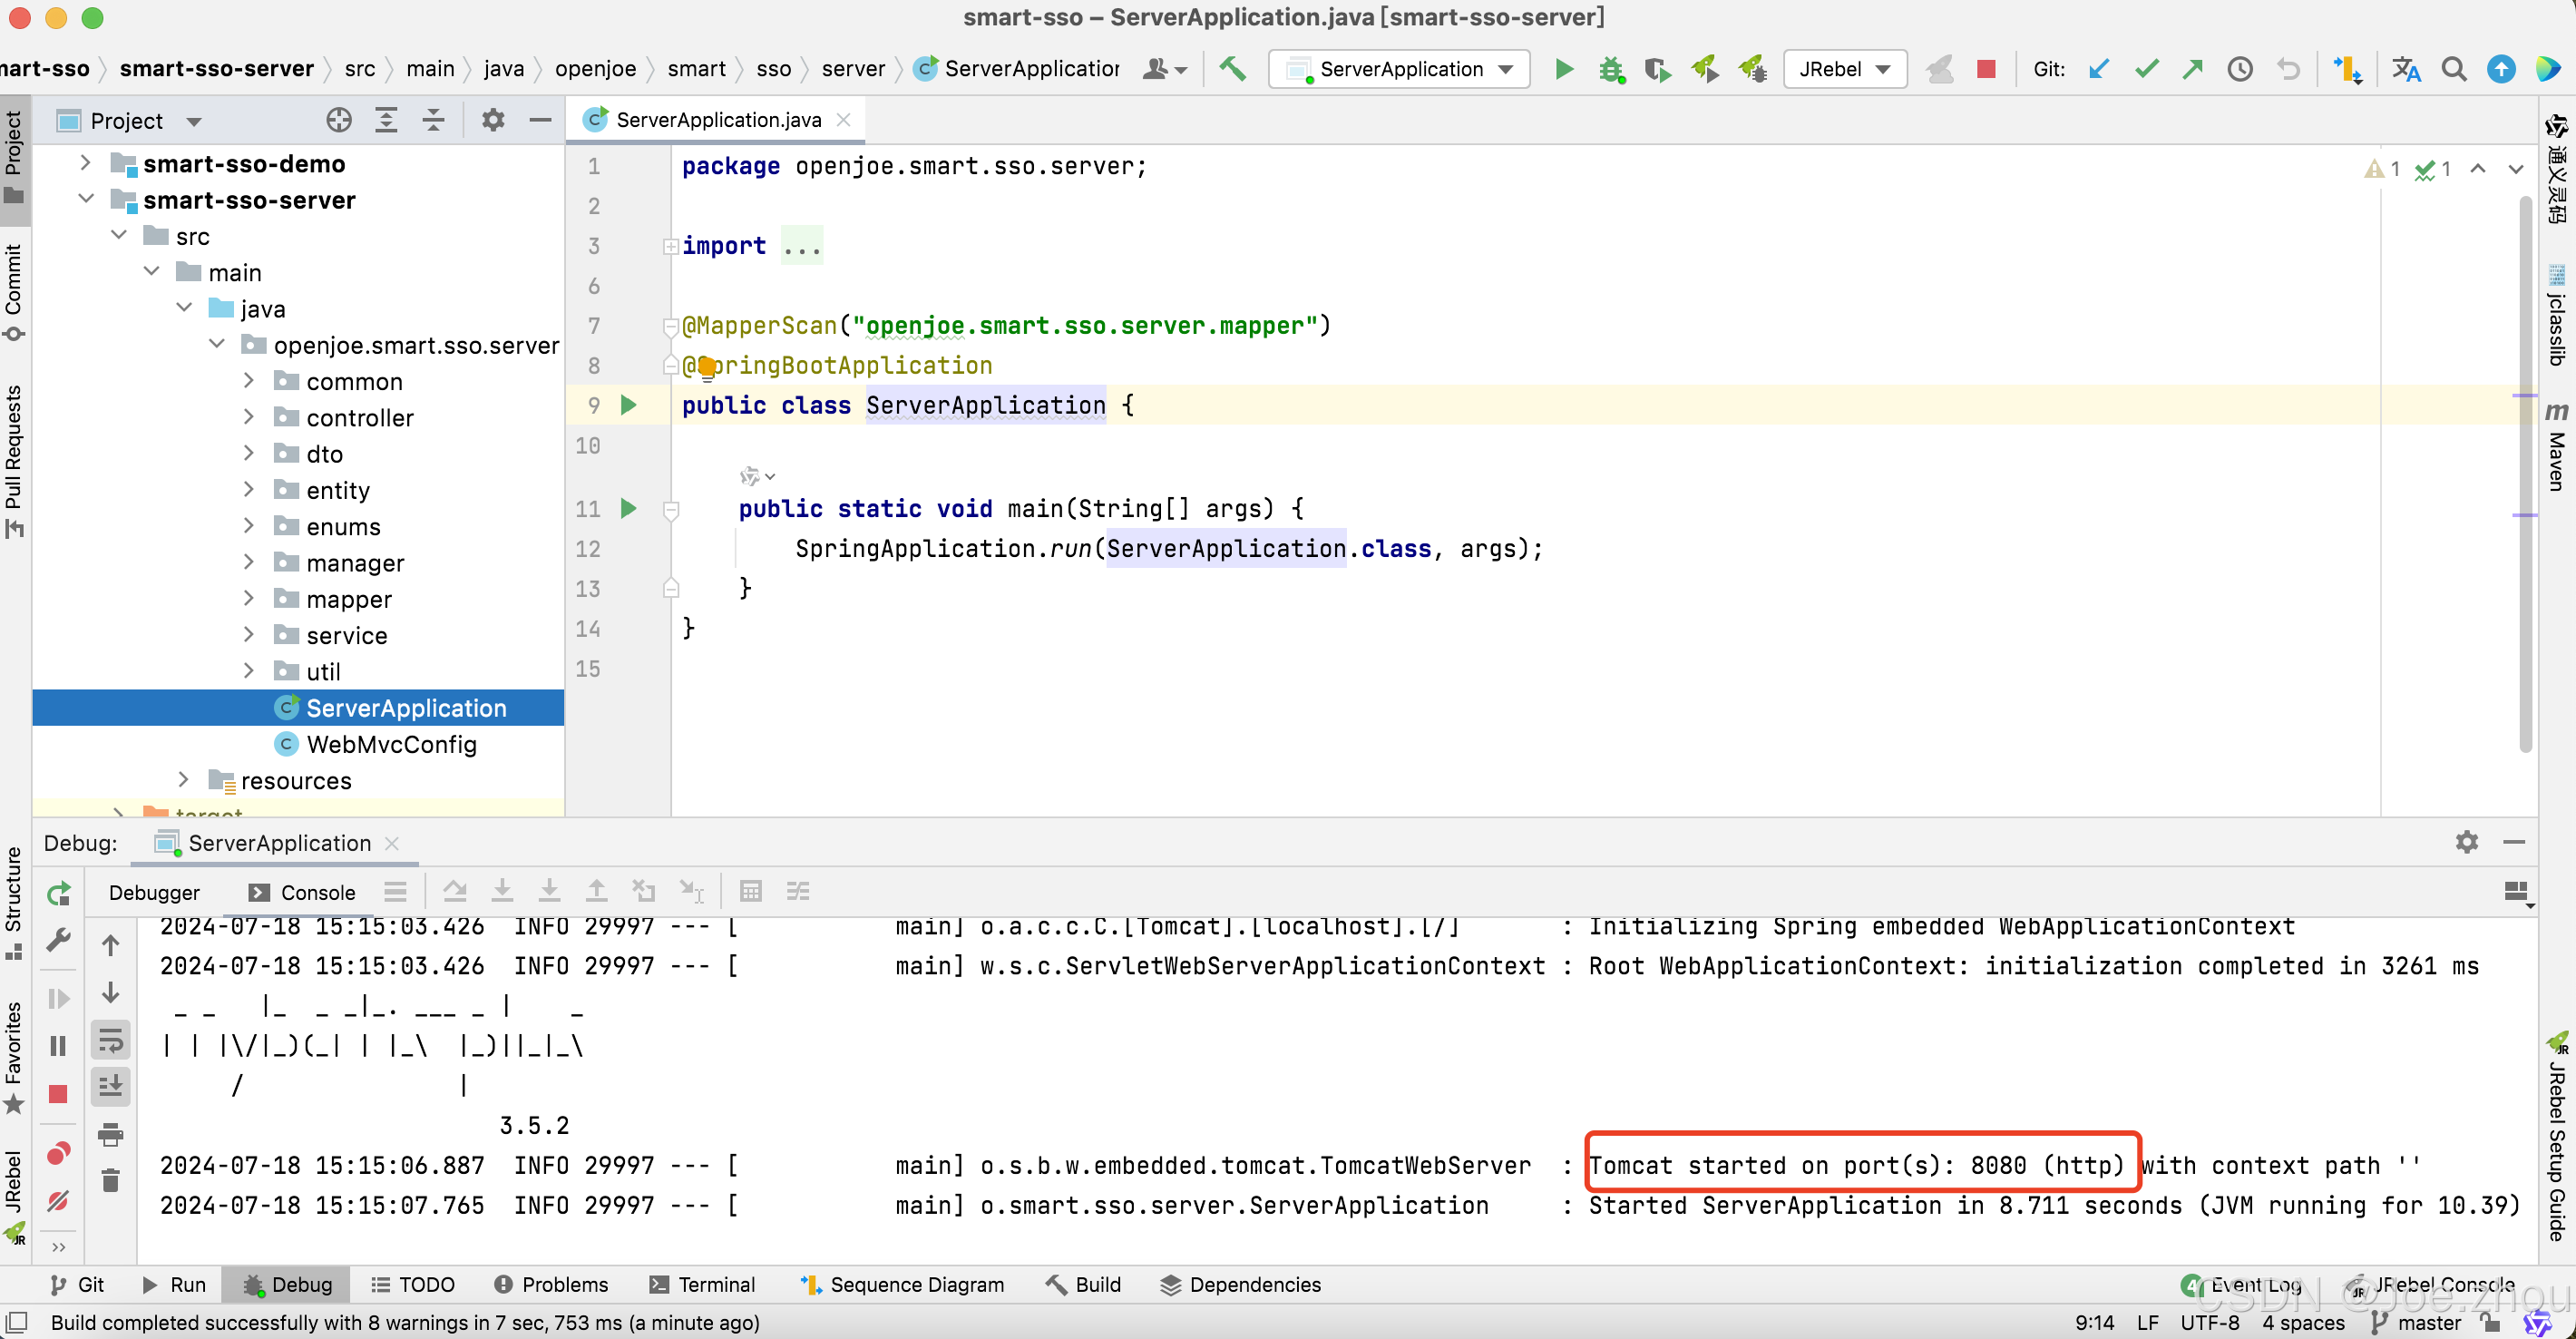 smart-sso – ServerApplication.java [smart-sso-server]
mart-sso smart-sso-server src main java openjoe smart sso server ServerApplication ServerApplication JRebel Git:
Project
ServerApplication.java
smart-sso-demo
smart-sso-server
src
main
java
openjoe.smart.sso.server
common
controller
dto
entity
enums
manager
mapper
service
util
ServerApplication
WebMvcConfig
resources
target
1 package openjoe.smart.sso.server;
2
3 import ...
6
7 @MapperScan("openjoe.smart.sso.server.mapper")
8 @SpringBootApplication
9 public class ServerApplication {
10
11 public static void main(String[] args) {
12 SpringApplication.run(ServerApplication.class, args);
13 }
14 }
15
1 1
Project
Commit
Pull Requests
Structure
Favorites
JRebel
通义灵码
jclasslib
Maven
JRebel Setup Guide
Debug: ServerApplication
Debugger Console
2024-07-18 15:15:03.426 INFO 29997 --- [ main] o.a.c.c.C.[Tomcat].[localhost].[/] : Initializing Spring embedded WebApplicationContext
2024-07-18 15:15:03.426 INFO 29997 --- [ main] w.s.c.ServletWebServerApplicationContext : Root WebApplicationContext: initialization completed in 3261 ms
 _ _   |_  _ _|_. ___ _ |    _
| | |\/|_)(_| | |_\  |_)||_|_\
     /               |
3.5.2
2024-07-18 15:15:06.887 INFO 29997 --- [ main] o.s.b.w.embedded.tomcat.TomcatWebServer : Tomcat started on port(s): 8080 (http) with context path ''
2024-07-18 15:15:07.765 INFO 29997 --- [ main] o.smart.sso.server.ServerApplication : Started ServerApplication in 8.711 seconds (JVM running for 10.39)
Git Run Debug TODO Problems Terminal Sequence Diagram Build Dependencies 4 Event Log JRebel Console
Build completed successfully with 8 warnings in 7 sec, 753 ms (a minute ago) 9:14 LF UTF-8 4 spaces master
CSDN @Joe.zhou